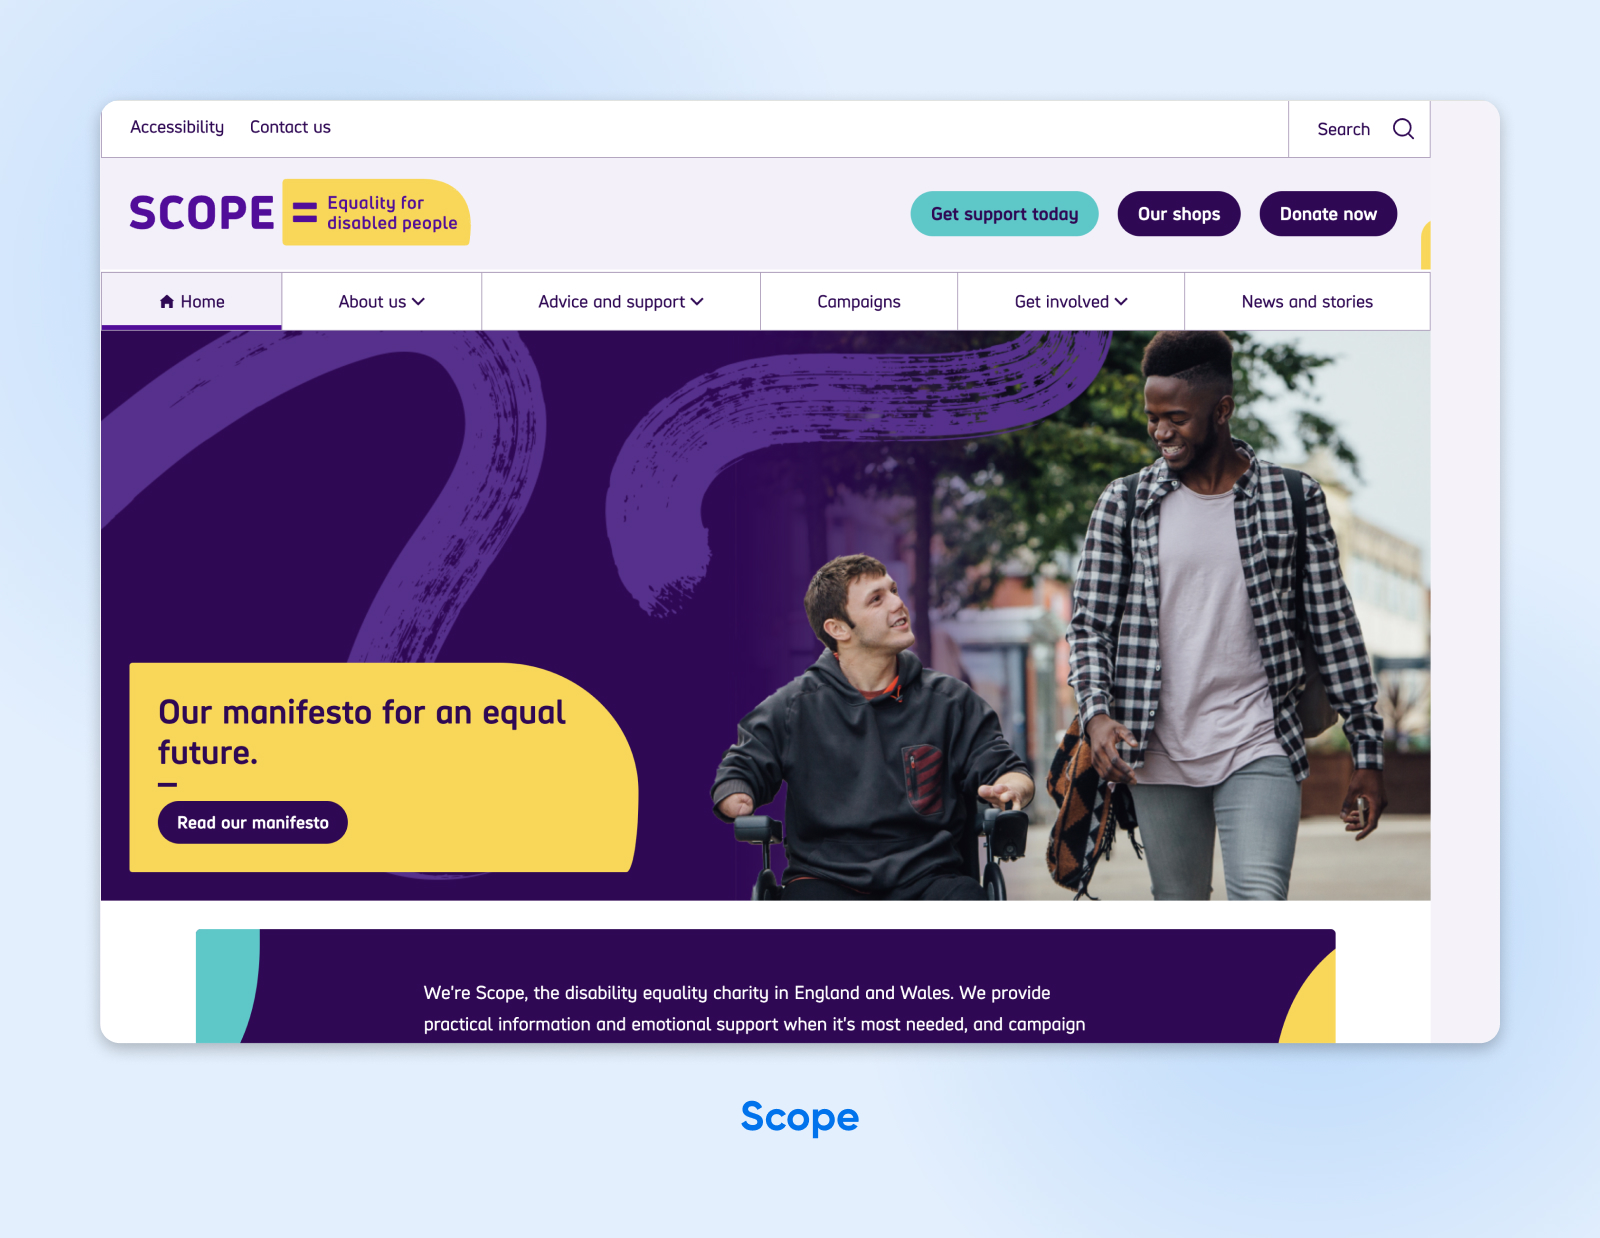 Accessibility
Contact us
Search
SCOPE
=
Equality for
disabled people
Get support today
Our shops
Donate now
Home
About us
Advice and support
Campaigns
Get involved
News and stories
Our manifesto for an equal
future.
Read our manifesto
We're Scope, the disability equality charity in England and Wales. We provide
practical information and emotional support when it's most needed, and campaign
Scope